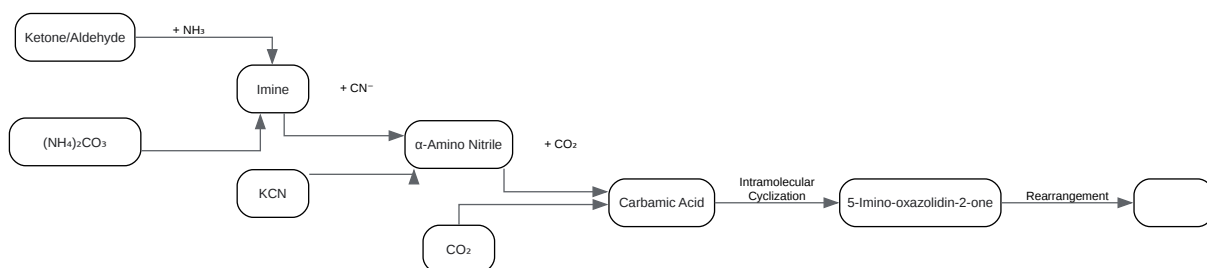 Ketone/Aldehyde
+ NH₃
Imine
+ CN⁻
(NH₄)₂CO₃
α-Amino Nitrile
+ CO₂
KCN
Carbamic Acid
Intramolecular
Cyclization
5-Imino-oxazolidin-2-one
Rearrangement
CO₂